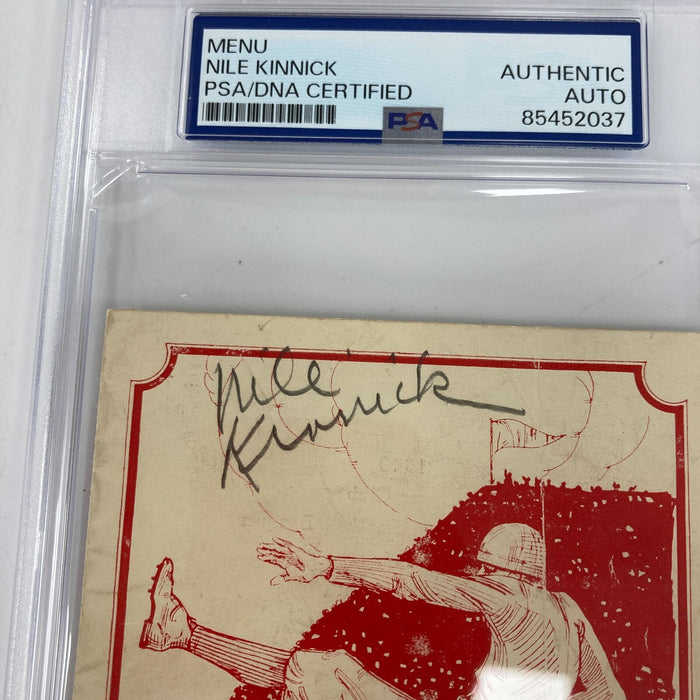 MENU
NILE KINNICK
PSA/DNA CERTIFIED
AUTHENTIC
AUTO
85452037
PSA
Nile
Kinnick